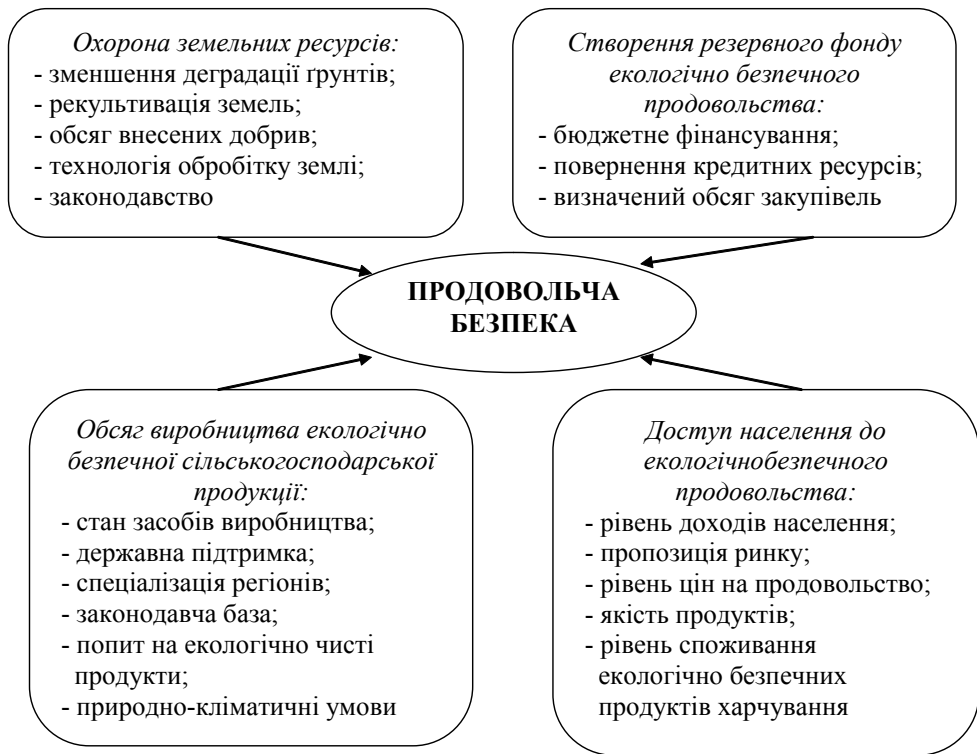 Охорона земельних ресурсів:
- зменшення деградації ґрунтів;
- рекультивація земель;
- обсяг внесених добрив;
- технологія обробітку землі;
- законодавство
Створення резервного фонду
екологічно безпечного
продовольства:
- бюджетне фінансування;
- повернення кредитних ресурсів;
- визначений обсяг закупівель
ПРОДОВОЛЬЧА
БЕЗПЕКА
Обсяг виробництва екологічно
безпечної сільськогосподарської
продукції:
- стан засобів виробництва;
- державна підтримка;
- спеціалізація регіонів;
- законодавча база;
- попит на екологічно чисті
продукти;
- природно-кліматичні умови
Доступ населення до
екологічнобезпечного
продовольства:
- рівень доходів населення;
- пропозиція ринку;
- рівень цін на продовольство;
- якість продуктів;
- рівень споживання
екологічно безпечних
продуктів харчування